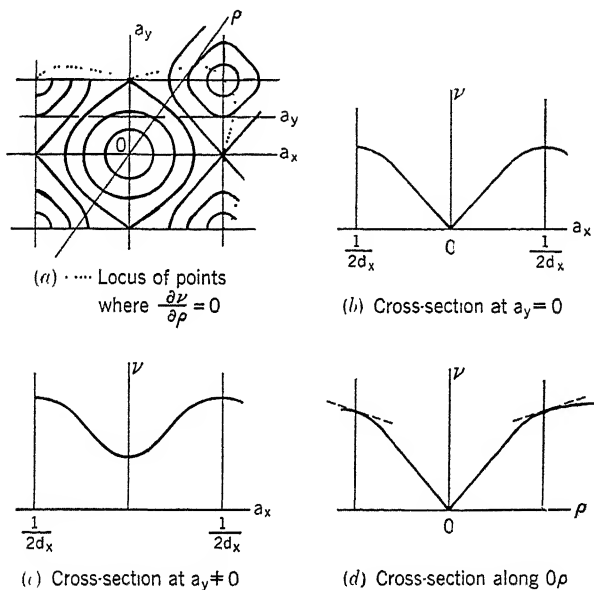 a_y
ρ
0
a_y
a_x
(a) ····· Locus of points
where ∂ν/∂ρ = 0
ν
a_x
1/2d_x
0
1/2d_x
(b) Cross-section at a_y = 0
ν
a_x
1/2d_x
1/2d_x
Cross-section at a_y ≠ 0
ν
ρ
0
(d) Cross-section along 0ρ